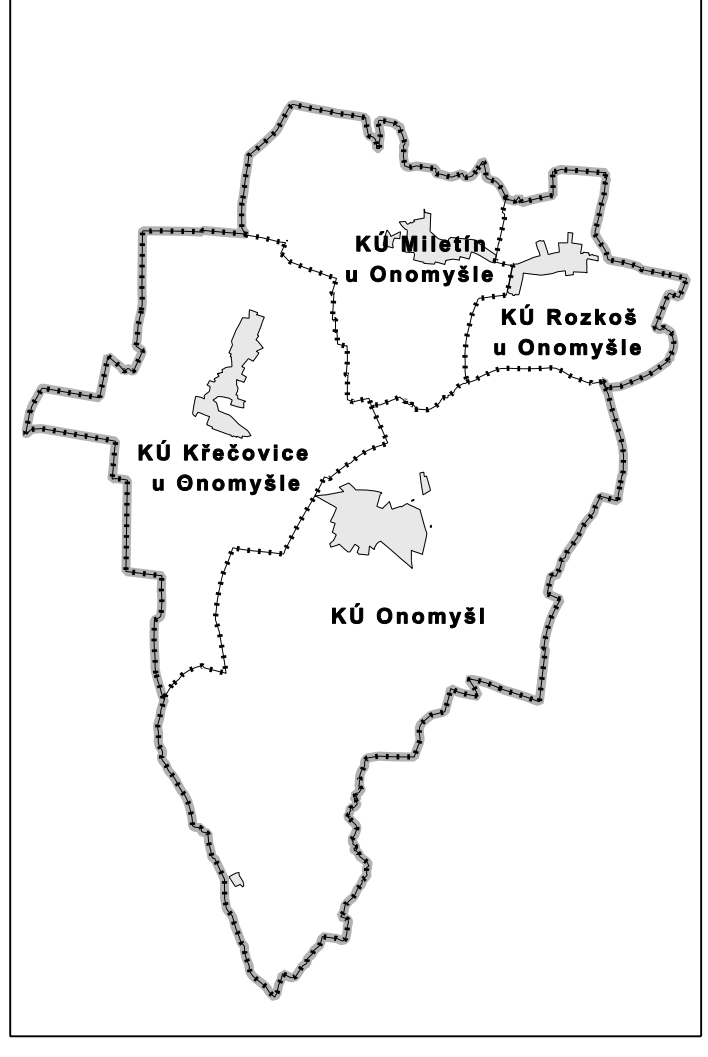 KÚ Miletín
u Onomyšle
KÚ Rozkoš
u Onomyšle
KÚ Křečovice
u Onomyšle
KÚ Onomyšl